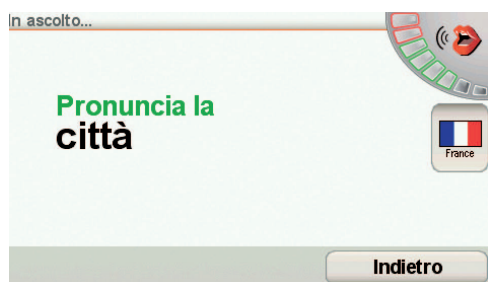 In ascolto...
Pronuncia la
città
France
Indietro